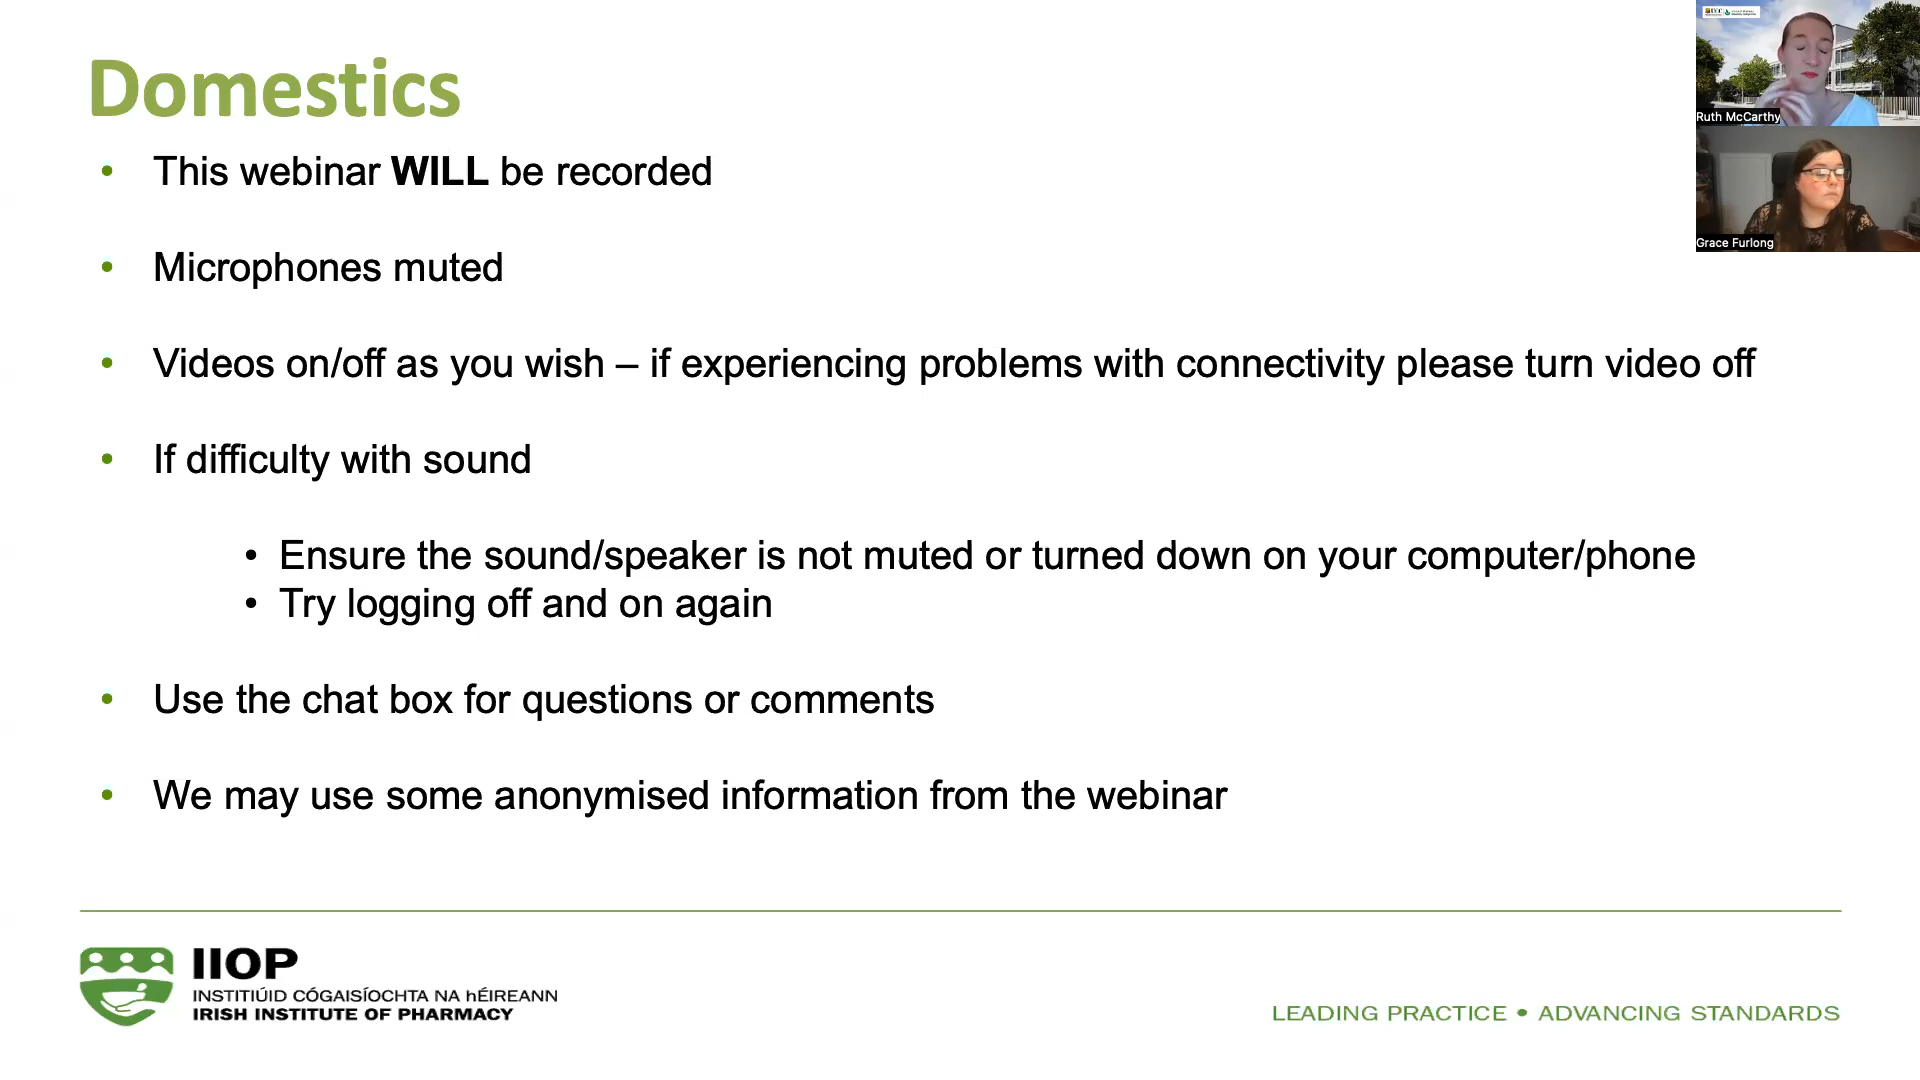 Domestics
• This webinar WILL be recorded
• Microphones muted
• Videos on/off as you wish – if experiencing problems with connectivity please turn video off
• If difficulty with sound
• Ensure the sound/speaker is not muted or turned down on your computer/phone
• Try logging off and on again
• Use the chat box for questions or comments
• We may use some anonymised information from the webinar
Ruth McCarthy
Grace Furlong
IIOP
INSTITIÚID CÓGAISÍOCHTA NA hÉIREANN
IRISH INSTITUTE OF PHARMACY
LEADING PRACTICE • ADVANCING STANDARDS